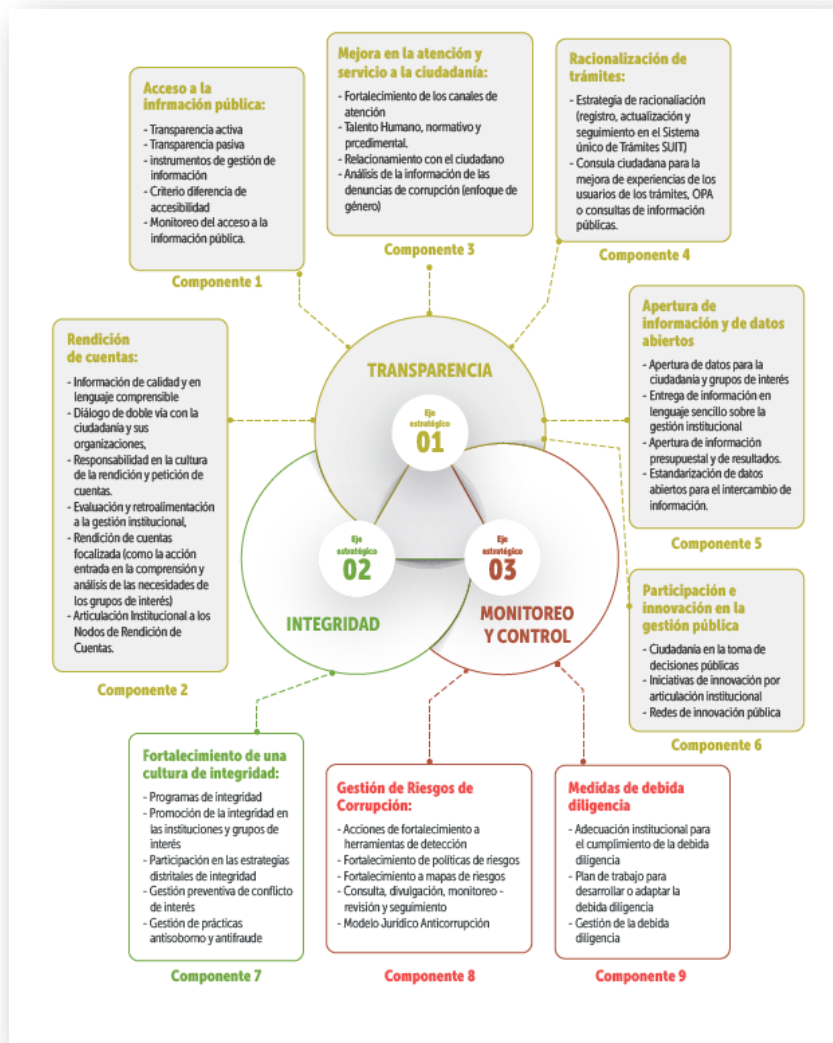 Acceso a la
infrmación pública:
- Transparencia activa
- Transparencia pasiva
- instrumentos de gestión de
información
- Criterio diferencia de
accesibilidad
- Monitoreo del acceso a la
información pública.
Componente 1
Mejora en la atención y
servicio a la ciudadanía:
- Fortalecimiento de los canales de
atención
- Talento Humano, normativo y
prcedimental.
- Relacionamiento con el ciudadano
- Análisis de la información de las
denuncias de corrupción (enfoque de
género)
Componente 3
Racionalización de
trámites:
- Estrategia de racionaliación
(registro, actualización y
seguimiento en el Sistema
único de Trámites SUIT)
- Consula ciudadana para la
mejora de experiencias de los
usuarios de los trámites, OPA
o consultas de información
públicas.
Componente 4
Rendición
de cuentas:
- Información de calidad y en
lenguaje comprensible
- Diálogo de doble vía con la
ciudadanía y sus
organizaciones,
- Responsabilidad en la cultura
de la rendición y petición de
cuentas.
- Evaluación y retroalimentación
a la gestión institucional,
- Rendición de cuentas
focalizada (como la acción
entrada en la comprensión y
análisis de las necesidades de
los grupos de interés)
- Articulación Institucional a los
Nodos de Rendición de
Cuentas.
Componente 2
TRANSPARENCIA
Eje
estratégico
01
Eje
estratégico
02
INTEGRIDAD
Eje
estratégico
03
MONITOREO
Y CONTROL
Apertura de
información y de datos
abiertos
- Apertura de datos para la
ciudadanía y grupos de interés
- Entrega de información en
lenguaje sencillo sobre la
gestión institucional
- Apertura de información
presupuestal y de resultados.
- Estandarización de datos
abiertos para el intercambio de
información.
Componente 5
Participación e
innovación en la
gestión pública
- Ciudadanía en la toma de
decisiones públicas
- Iniciativas de innovación por
articulación institucional
- Redes de innovación pública
Componente 6
Fortalecimiento de una
cultura de integridad:
- Programas de integridad
- Promoción de la integridad en
las instituciones y grupos de
interés
- Participación en las estrategias
distritales de integridad
- Gestión preventiva de conflicto
de interés
- Gestión de prácticas
antisoborno y antifraude
Componente 7
Gestión de Riesgos de
Corrupción:
- Acciones de fortalecimiento a
herramientas de detección
- Fortalecimiento de políticas de riesgos
- Fortalecimiento a mapas de riesgos
- Consulta, divulgación, monitoreo -
revisión y seguimiento
- Modelo Jurídico Anticorrupción
Componente 8
Medidas de debida
diligencia
- Adecuación institucional para
el cumplimiento de la debida
diligencia
- Plan de trabajo para
desarrollar o adaptar la
debida diligencia
- Gestión de la debida
diligencia
Componente 9